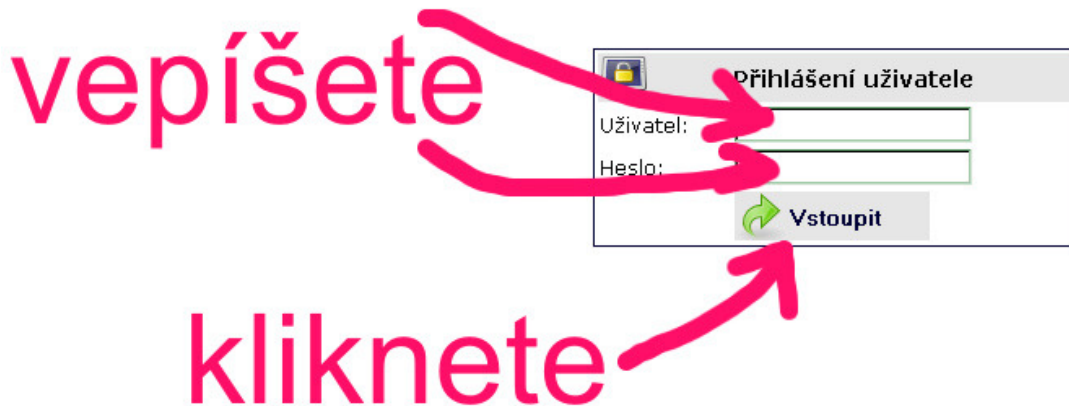 vepíšete
Přihlášení uživatele
Uživatel:
Heslo:
Vstoupit
kliknete